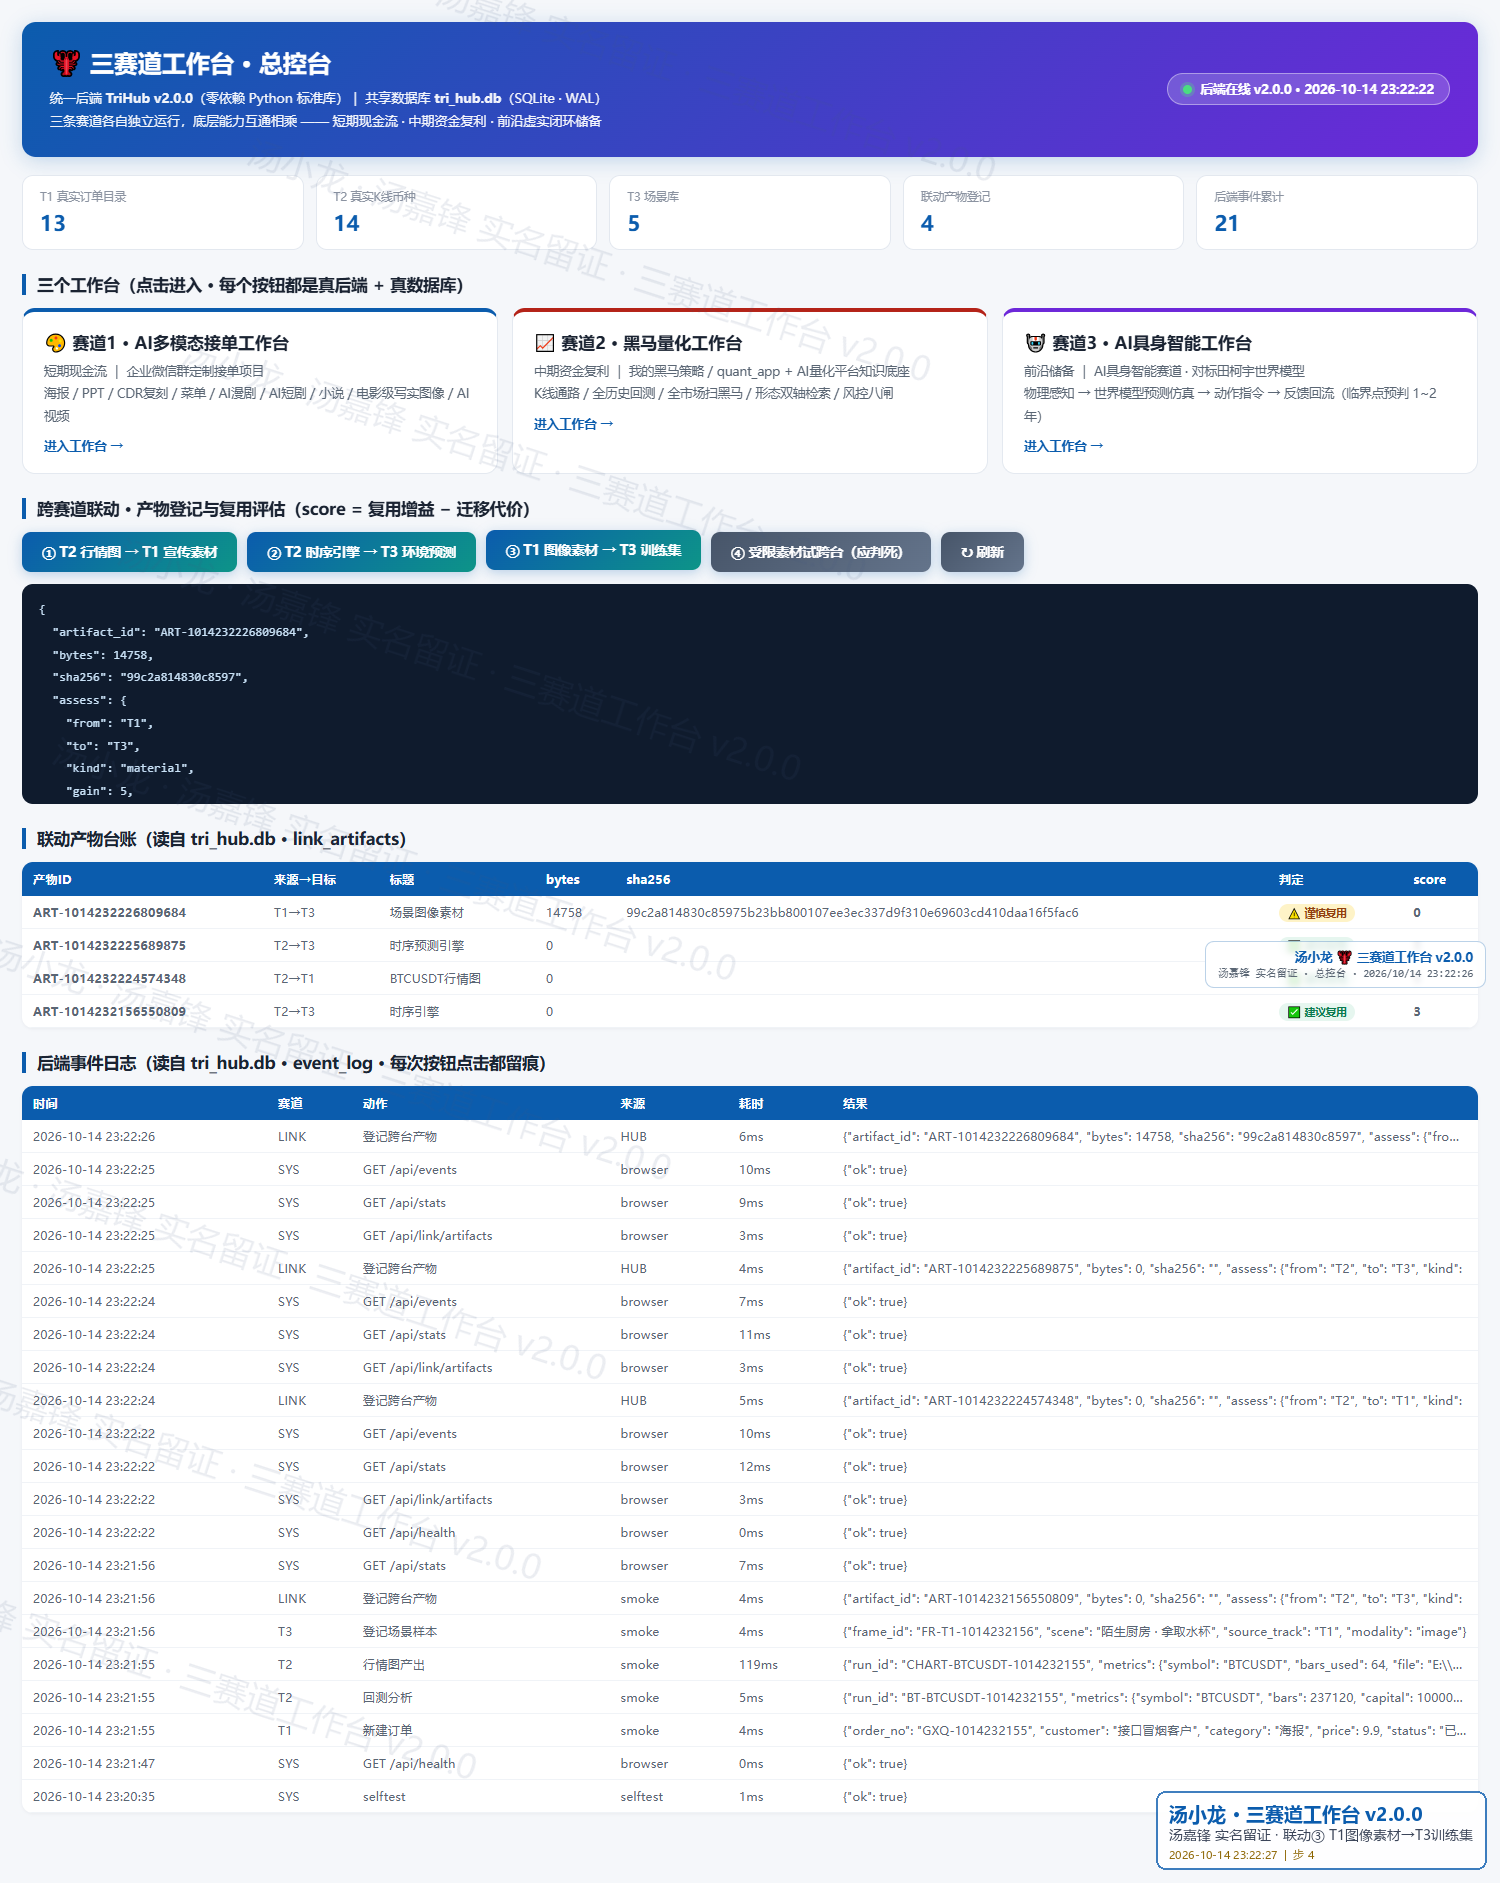 三赛道工作台 • 总控台
统一后端 TriHub v2.0.0（零依赖 Python 标准库） | 共享数据库 tri_hub.db（SQLite · WAL）
三条赛道各自独立运行，底层能力互通相乘 —— 短期现金流 · 中期资金复利 · 前沿虚实闭环储备
后端在线 v2.0.0 • 2026-10-14 23:22:22
T1 真实订单目录
13
T2 真实K线币种
14
T3 场景库
5
联动产物登记
4
后端事件累计
21
三个工作台（点击进入 • 每个按钮都是真后端 + 真数据库）
赛道1 • AI多模态接单工作台
短期现金流 | 企业微信群定制接单项目
海报 / PPT / CDR复刻 / 菜单 / AI漫剧 / AI短剧 / 小说 / 电影级写实图像 / AI
视频
进入工作台 →
赛道2 • 黑马量化工作台
中期资金复利 | 我的黑马策略 / quant_app + AI量化平台知识底座
K线通路 / 全历史回测 / 全市场扫黑马 / 形态双轴检索 / 风控八闸
进入工作台 →
赛道3 • AI具身智能工作台
前沿储备 | AI具身智能赛道 · 对标田柯宇世界模型
物理感知 → 世界模型预测仿真 → 动作指令 → 反馈回流（临界点预判 1~2
年）
进入工作台 →
跨赛道联动 • 产物登记与复用评估（score = 复用增益 − 迁移代价）
① T2 行情图 → T1 宣传素材
② T2 时序引擎 → T3 环境预测
③ T1 图像素材 → T3 训练集
④ 受限素材试跨台（应判死）
↻ 刷新
{
"artifact_id": "ART-1014232226809684",
"bytes": 14758,
"sha256": "99c2a814830c8597",
"assess": {
"from": "T1",
"to": "T3",
"kind": "material",
"gain": 5,
联动产物台账（读自 tri_hub.db • link_artifacts）
产物ID 来源→目标 标题 bytes sha256 判定 score
ART-1014232226809684 T1→T3 场景图像素材 14758 99c2a814830c85975b23bb800107ee3ec337d9f310e69603cd410daa16f5fac6 ⚠ 谨慎复用 0
ART-1014232225689875 T2→T3 时序预测引擎 0
ART-1014232224574348 T2→T1 BTCUSDT行情图 0
ART-1014232156550809 T2→T3 时序引擎 0 ✅ 建议复用 3
汤小龙 🦞 三赛道工作台 v2.0.0
汤嘉锋 实名留证 · 总控台 · 2026/10/14 23:22:26
后端事件日志（读自 tri_hub.db • event_log • 每次按钮点击都留痕）
时间 赛道 动作 来源 耗时 结果
2026-10-14 23:22:26 LINK 登记跨台产物 HUB 6ms {"artifact_id": "ART-1014232226809684", "bytes": 14758, "sha256": "99c2a814830c8597", "assess": {"fro...
2026-10-14 23:22:25 SYS GET /api/events browser 10ms {"ok": true}
2026-10-14 23:22:25 SYS GET /api/stats browser 9ms {"ok": true}
2026-10-14 23:22:25 SYS GET /api/link/artifacts browser 3ms {"ok": true}
2026-10-14 23:22:25 LINK 登记跨台产物 HUB 4ms {"artifact_id": "ART-1014232225689875", "bytes": 0, "sha256": "", "assess": {"from": "T2", "to": "T3", "kind":
2026-10-14 23:22:24 SYS GET /api/events browser 7ms {"ok": true}
2026-10-14 23:22:24 SYS GET /api/stats browser 11ms {"ok": true}
2026-10-14 23:22:24 SYS GET /api/link/artifacts browser 3ms {"ok": true}
2026-10-14 23:22:24 LINK 登记跨台产物 HUB 5ms {"artifact_id": "ART-1014232224574348", "bytes": 0, "sha256": "", "assess": {"from": "T2", "to": "T1", "kind":
2026-10-14 23:22:22 SYS GET /api/events browser 10ms {"ok": true}
2026-10-14 23:22:22 SYS GET /api/stats browser 12ms {"ok": true}
2026-10-14 23:22:22 SYS GET /api/link/artifacts browser 3ms {"ok": true}
2026-10-14 23:22:22 SYS GET /api/health browser 0ms {"ok": true}
2026-10-14 23:21:56 SYS GET /api/stats browser 7ms {"ok": true}
2026-10-14 23:21:56 LINK 登记跨台产物 smoke 4ms {"artifact_id": "ART-1014232156550809", "bytes": 0, "sha256": "", "assess": {"from": "T2", "to": "T3", "kind":
2026-10-14 23:21:56 T3 登记场景样本 smoke 4ms {"frame_id": "FR-T1-1014232156", "scene": "陌生厨房 · 拿取水杯", "source_track": "T1", "modality": "image"}
2026-10-14 23:21:55 T2 行情图产出 smoke 119ms {"run_id": "CHART-BTCUSDT-1014232155", "metrics": {"symbol": "BTCUSDT", "bars_used": 64, "file": "E:\\...
2026-10-14 23:21:55 T2 回测分析 smoke 5ms {"run_id": "BT-BTCUSDT-1014232155", "metrics": {"symbol": "BTCUSDT", "bars": 237120, "capital": 10000...
2026-10-14 23:21:55 T1 新建订单 smoke 4ms {"order_no": "GXQ-1014232155", "customer": "接口冒烟客户", "category": "海报", "price": 9.9, "status": "已...
2026-10-14 23:21:47 SYS GET /api/health browser 0ms {"ok": true}
2026-10-14 23:20:35 SYS selftest selftest 1ms {"ok": true}
汤小龙 • 三赛道工作台 v2.0.0
汤嘉锋 实名留证 · 联动③ T1图像素材→T3训练集
2026-10-14 23:22:27 | 步 4
汤小龙 · 汤嘉锋 实名留证 · 三赛道工作台 v2.0.0